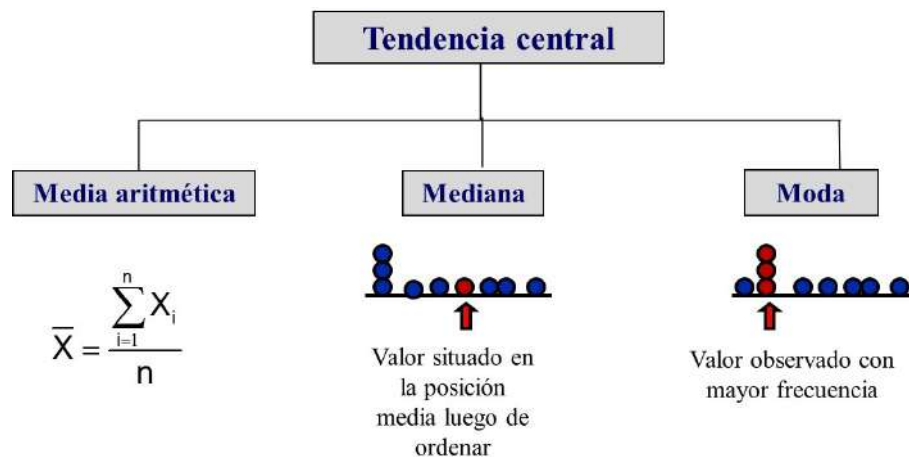 Tendencia central
Media aritmética
Mediana
Moda
X̄ = ∑ⁿᵢ₌₁ Xᵢ / n
Valor situado en
la posición
media luego de
ordenar
Valor observado con
mayor frecuencia